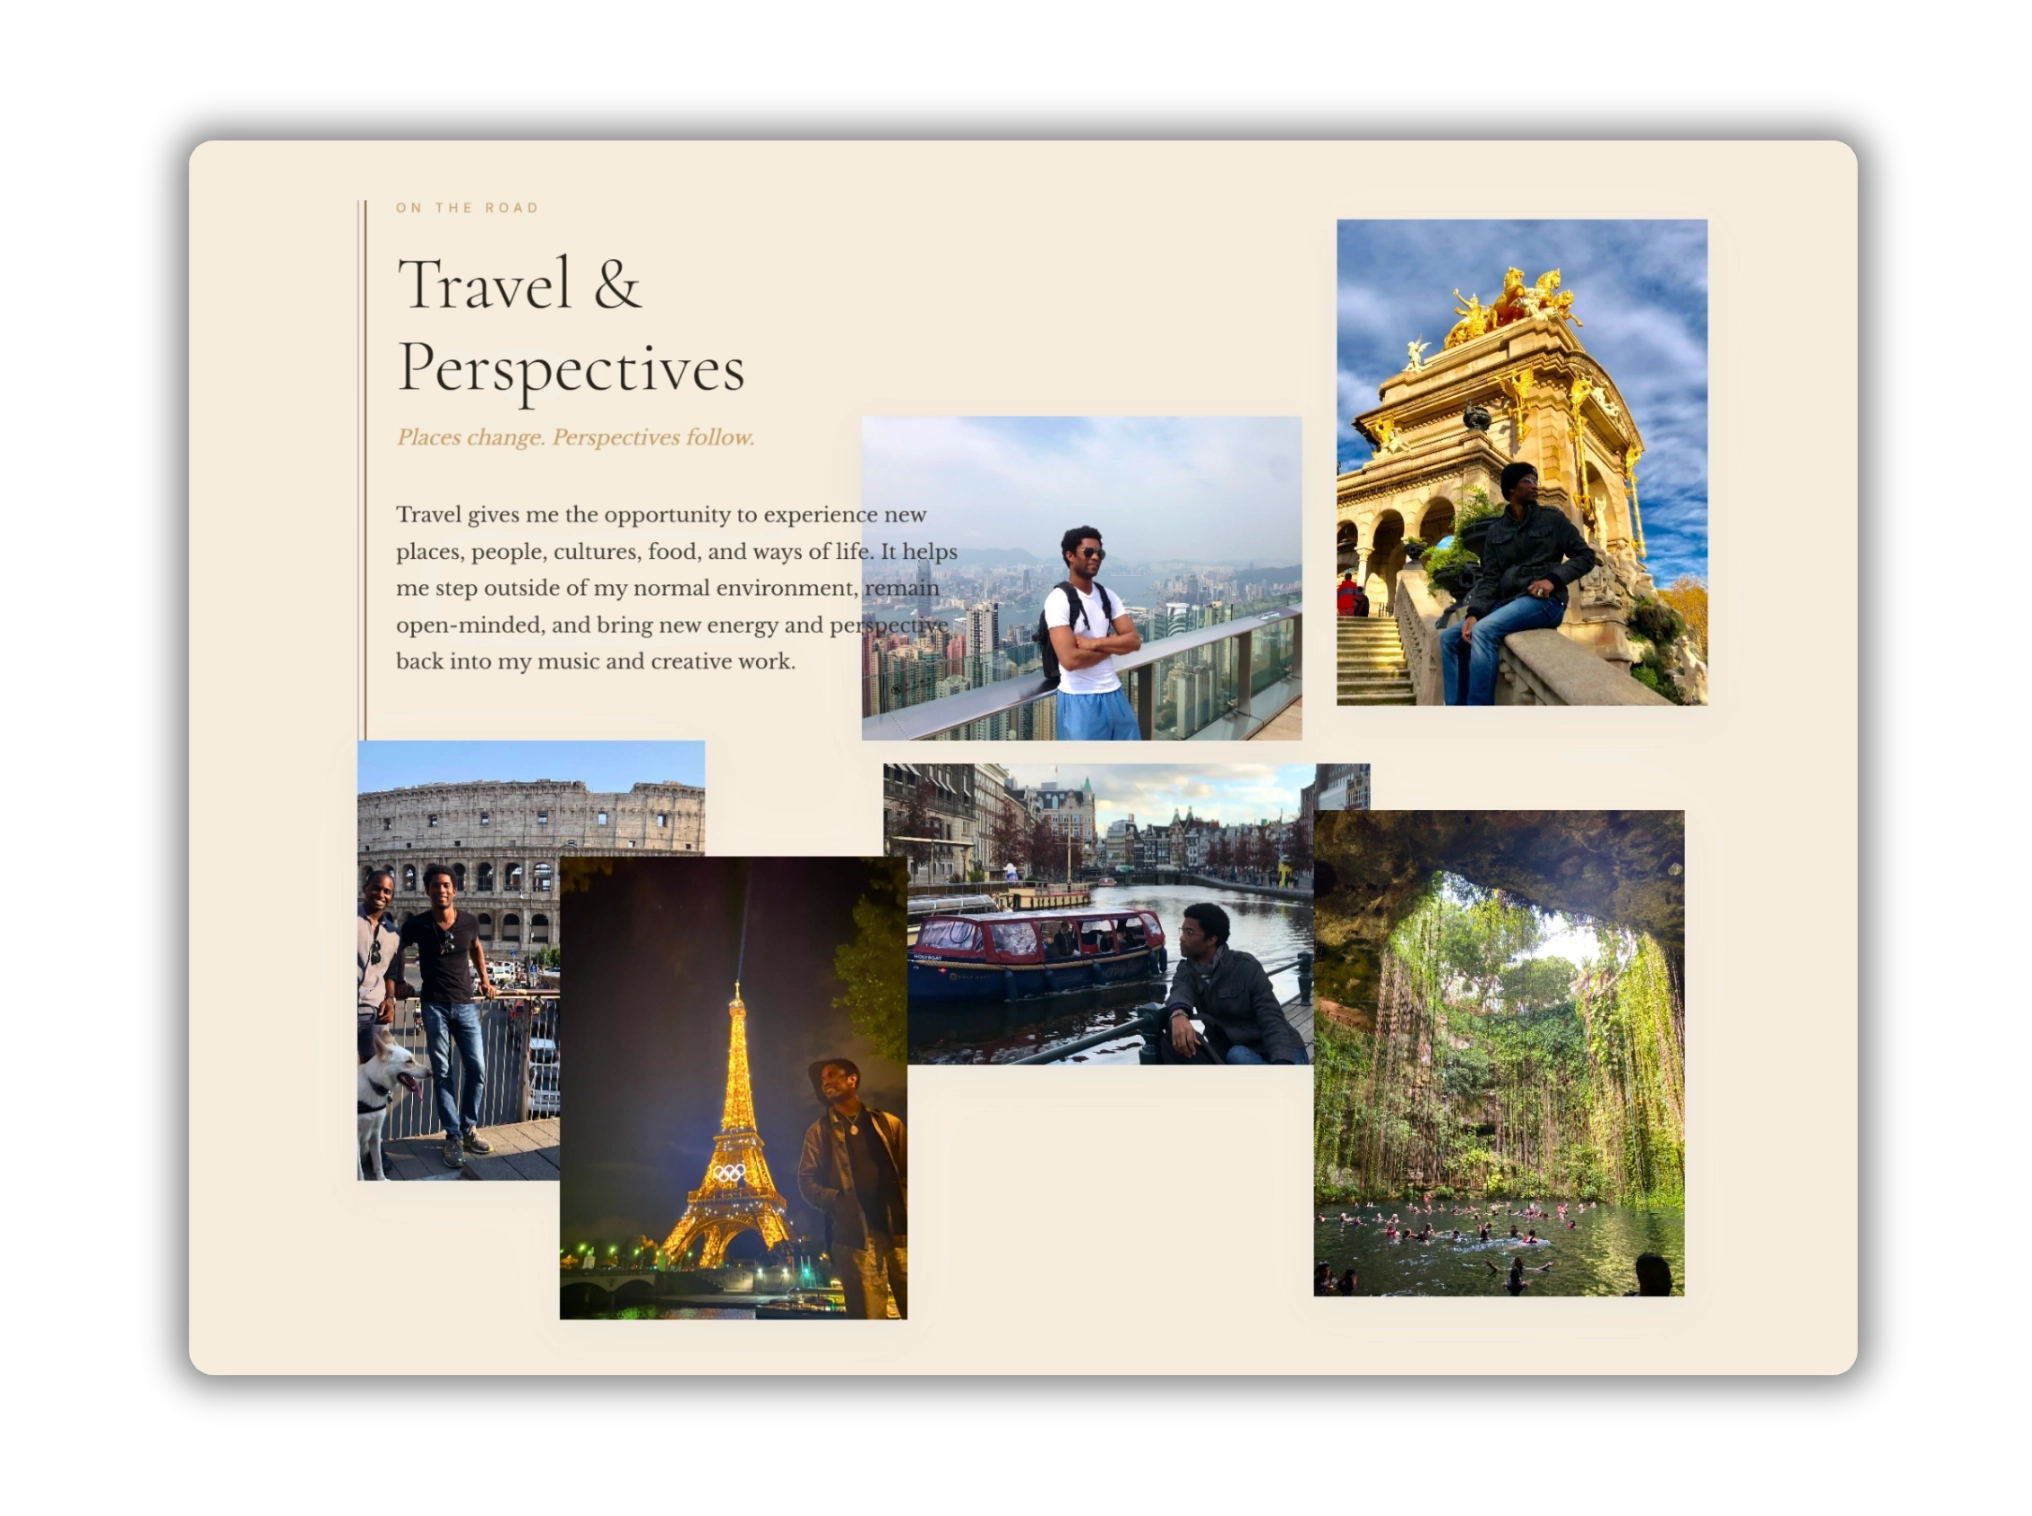 ON THE ROAD
Travel &
Perspectives
Places change. Perspectives follow.
Travel gives me the opportunity to experience new
places, people, cultures, food, and ways of life. It helps
me step outside of my normal environment, remain
open-minded, and bring new energy and perspective
back into my music and creative work.